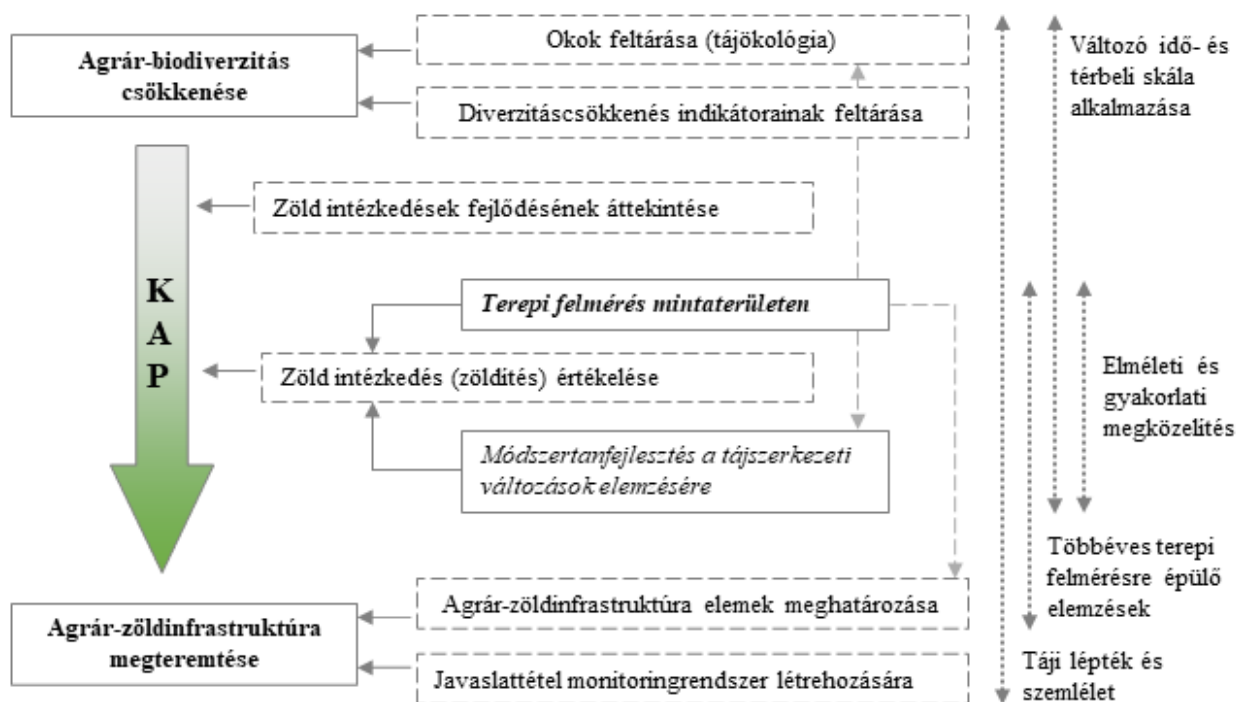 Okok feltárása (tájökológia)
Agrár-biodiverzitás
csökkenése
Diverzitáscsökkenés indikátorainak feltárása
Változó idő- és
térbeli skála
alkalmazása
Zöld intézkedések fejlődésének áttekintése
K
A
P
Terepi felmérés mintaterületen
Zöld intézkedés (zöldítés) értékelése
Elméleti és
gyakorlati
megközelítés
Módszertanfejlesztés a tájszerkezeti
változások elemzésére
Többéves terepi
felmérésre épülő
elemzések
Agrár-zöldinfrastruktúra elemek meghatározása
Agrár-zöldinfrastruktúra
megteremtése
Javaslattétel monitoringrendszer létrehozására
Táji lépték és
szemlélet